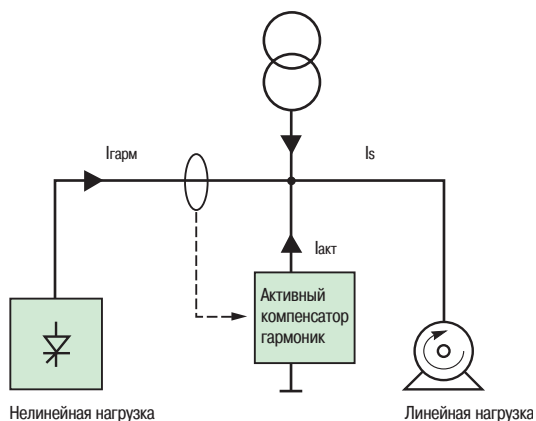 Iгарм
Is
Iакт
Активный
компенсатор
гармоник
Нелинейная нагрузка
Линейная нагрузка